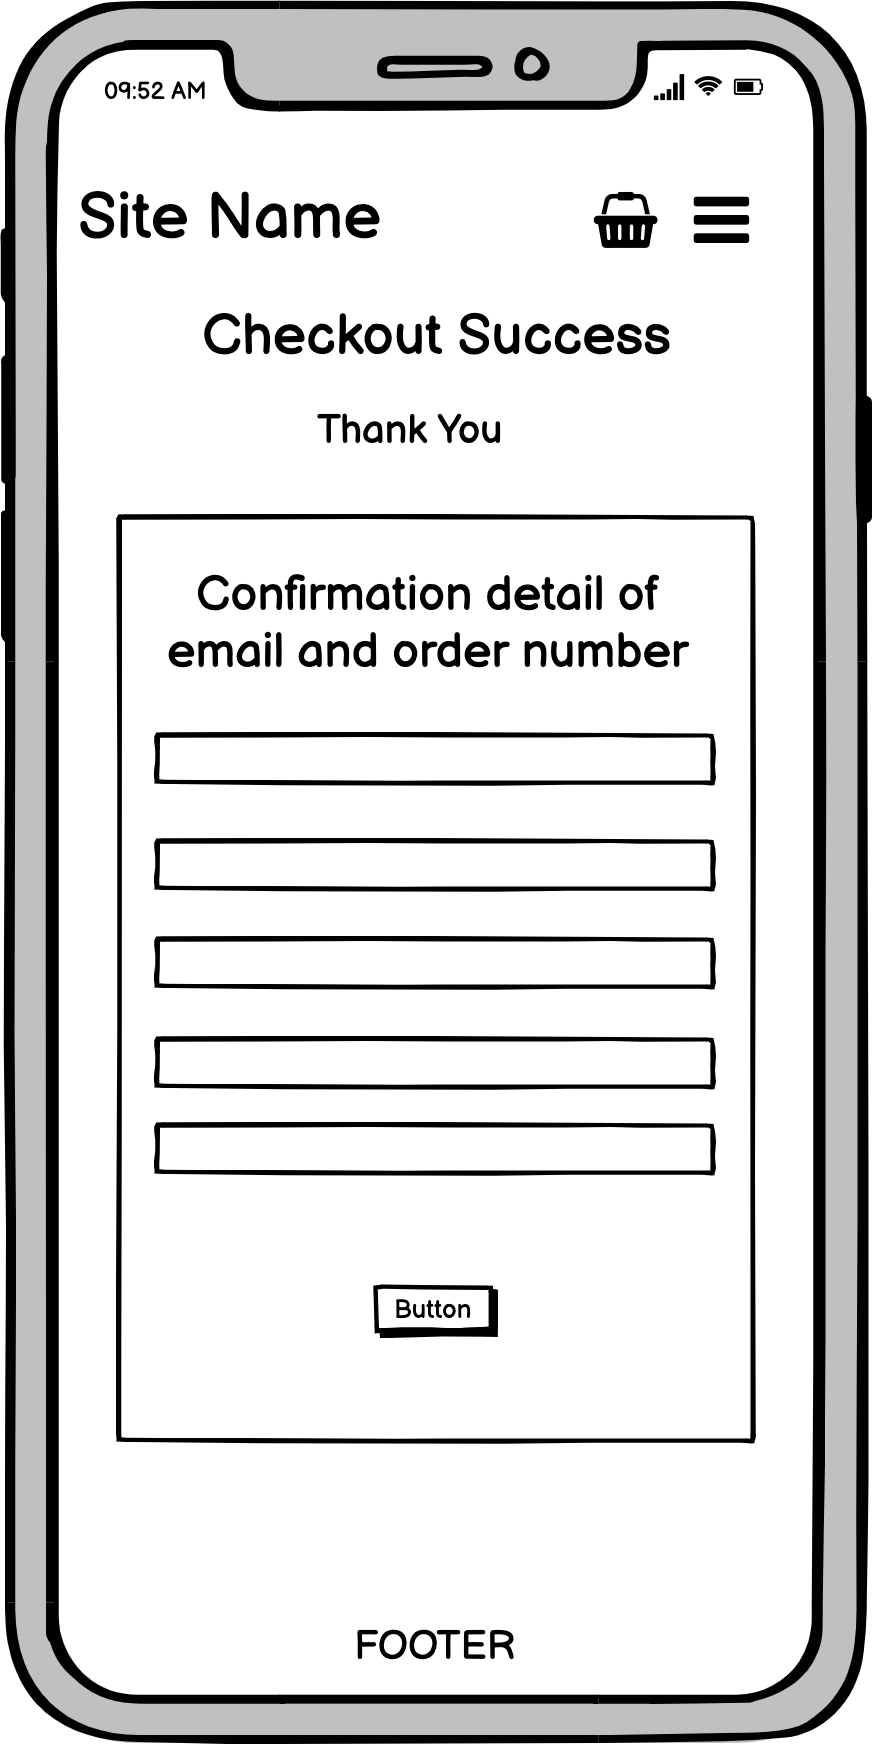 09:52 AM
Site Name
Checkout Success
Thank You
Confirmation detail of
email and order number
Button
FOOTER